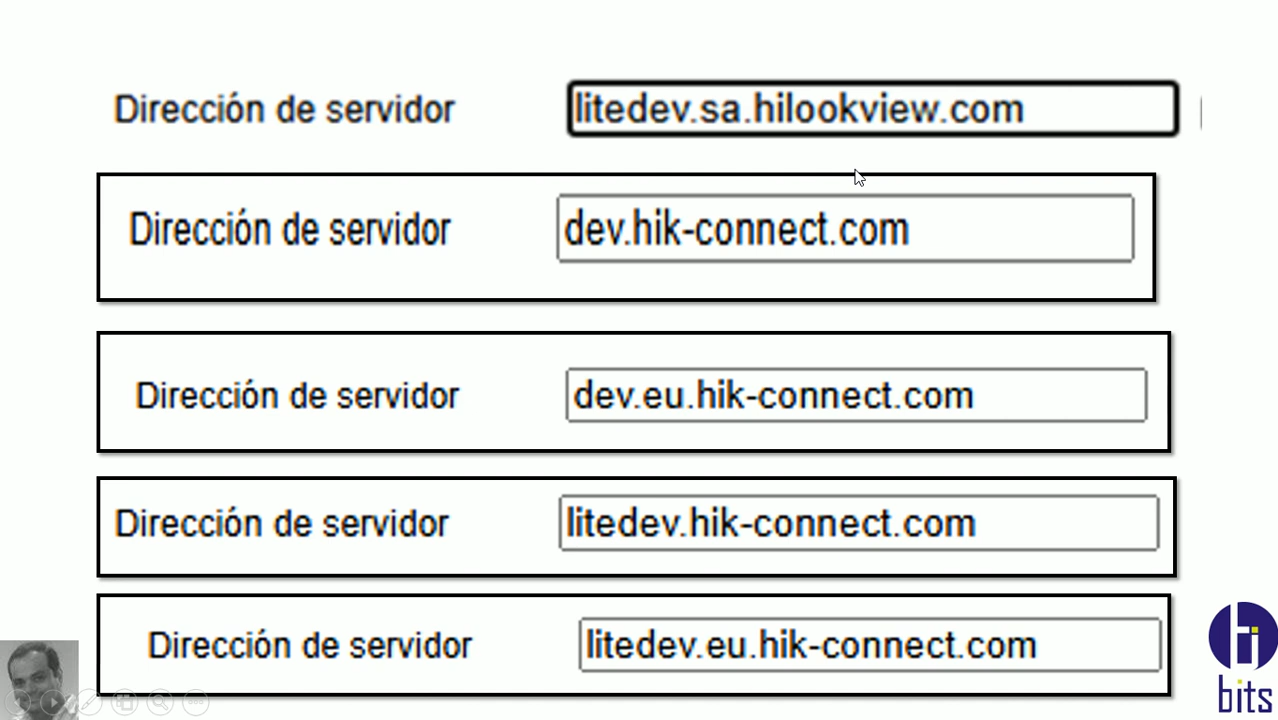 Dirección de servidor litedev.sa.hilookview.com
Dirección de servidor dev.hik-connect.com
Dirección de servidor dev.eu.hik-connect.com
Dirección de servidor litedev.hik-connect.com
Dirección de servidor litedev.eu.hik-connect.com
hi
bits